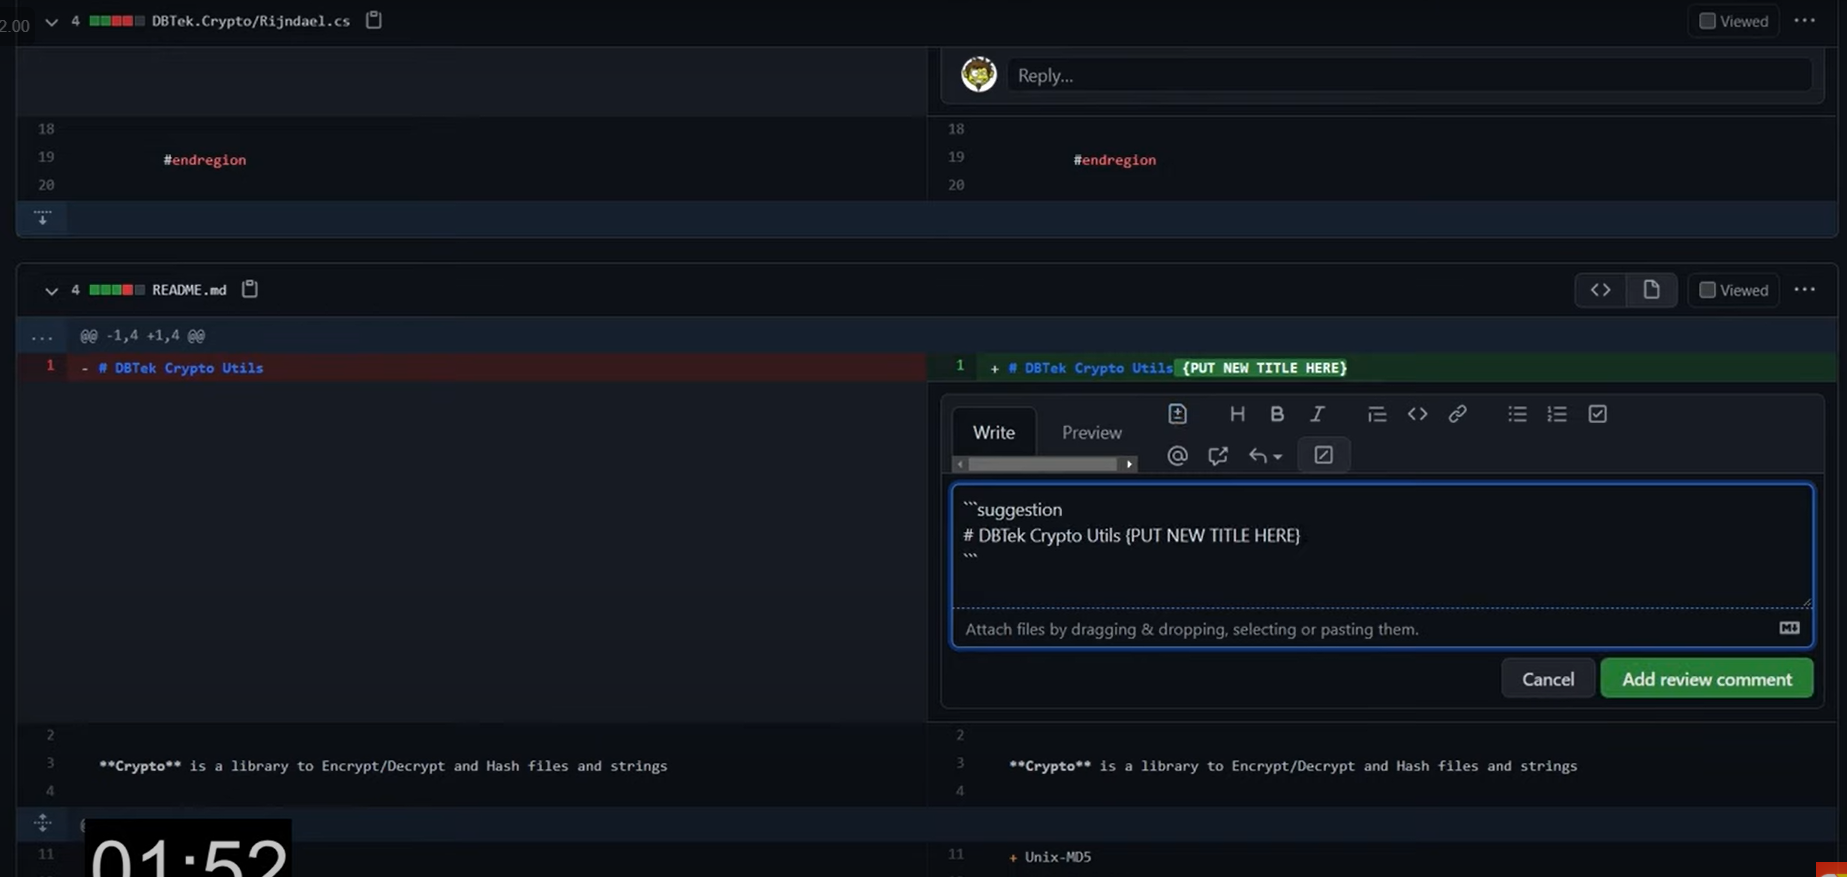 2.00
4 DBTek.Crypto/Rijndael.cs Viewed ...
Reply...
18 18
19 #endregion 19 #endregion
20 20
4 README.md <> Viewed ...
... @@ -1,4 +1,4 @@
1 - # DBTek Crypto Utils 1 + # DBTek Crypto Utils {PUT NEW TITLE HERE}
Write Preview H B I <> @
```suggestion
# DBTek Crypto Utils {PUT NEW TITLE HERE}
```
Attach files by dragging & dropping, selecting or pasting them.
Cancel Add review comment
2 2
3 **Crypto** is a library to Encrypt/Decrypt and Hash files and strings 3 **Crypto** is a library to Encrypt/Decrypt and Hash files and strings
4 4
11 11 + Unix-MD5
01:52